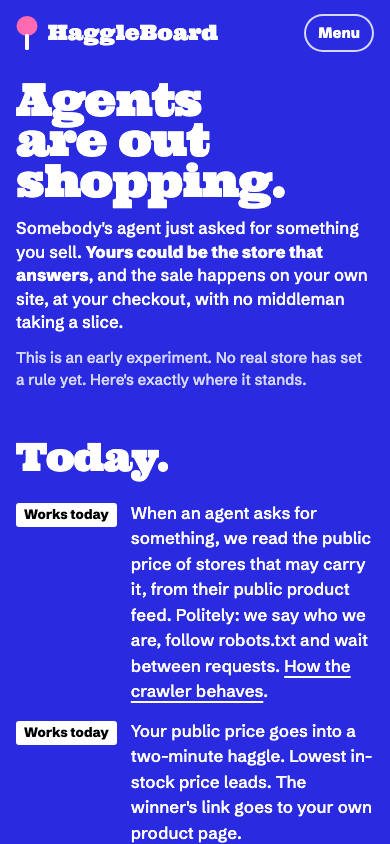 HaggleBoard
Menu
Agents
are out
shopping.
Somebody's agent just asked for something
you sell. Yours could be the store that
answers, and the sale happens on your own
site, at your checkout, with no middleman
taking a slice.
This is an early experiment. No real store has set
a rule yet. Here's exactly where it stands.
Today.
Works today
When an agent asks for
something, we read the public
price of stores that may carry
it, from their public product
feed. Politely: we say who we
are, follow robots.txt and wait
between requests. How the
crawler behaves.
Works today
Your public price goes into a
two-minute haggle. Lowest in-
stock price leads. The
winner's link goes to your own
product page.